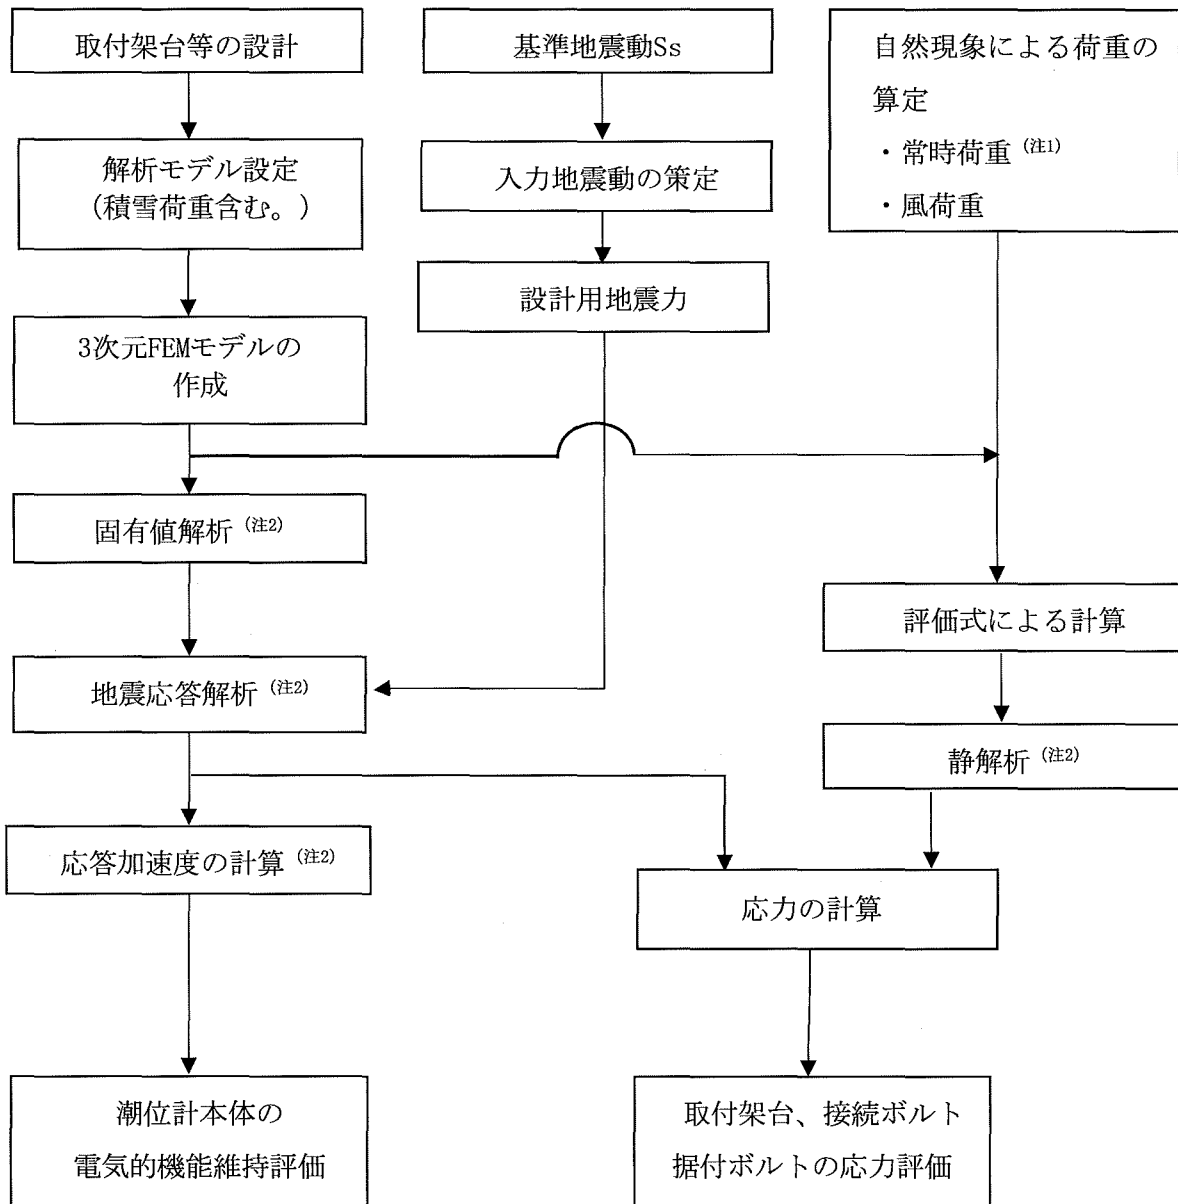 取付架台等の設計
基準地震動Ss
自然現象による荷重の
算定
・常時荷重 (注1)
・風荷重
解析モデル設定
(積雪荷重含む。)
入力地震動の策定
設計用地震力
3次元FEMモデルの
作成
固有値解析 (注2)
評価式による計算
地震応答解析 (注2)
静解析 (注2)
応答加速度の計算 (注2)
応力の計算
潮位計本体の
電気的機能維持評価
取付架台、接続ボルト
据付ボルトの応力評価